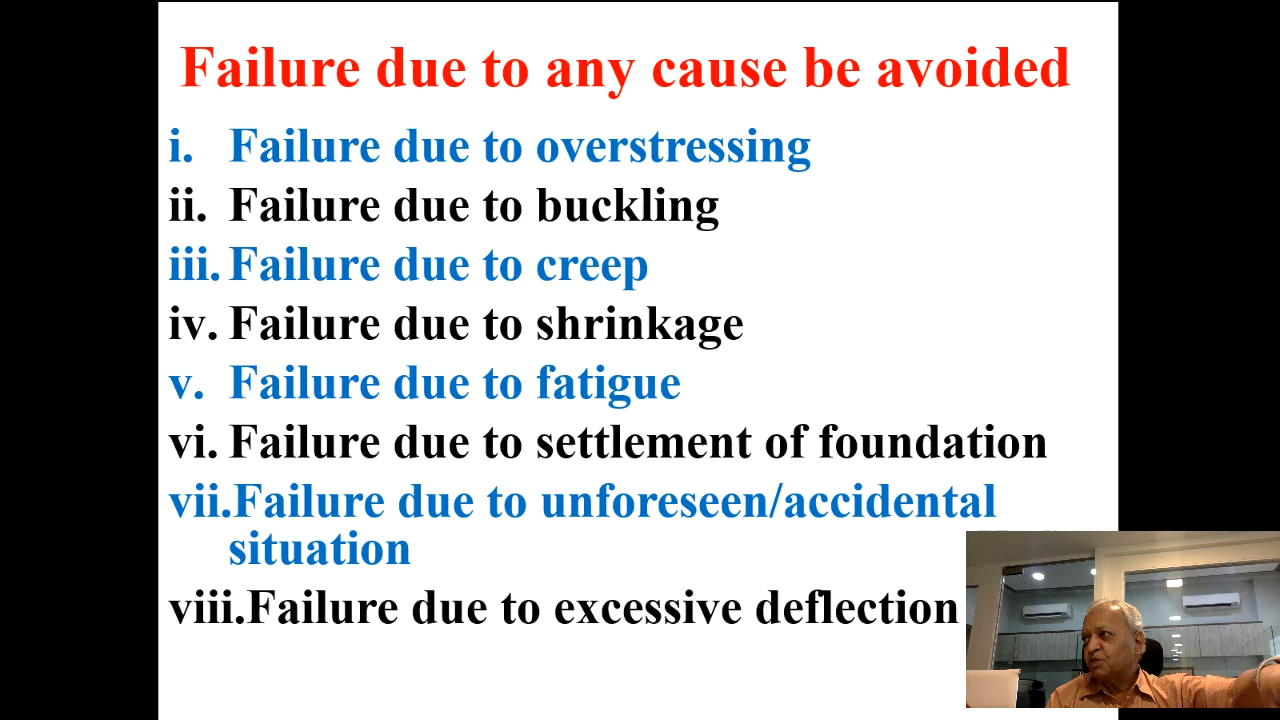 Failure due to any cause be avoided
i. Failure due to overstressing
ii. Failure due to buckling
iii. Failure due to creep
iv. Failure due to shrinkage
v. Failure due to fatigue
vi. Failure due to settlement of foundation
vii.Failure due to unforeseen/accidental
situation
viii.Failure due to excessive deflection